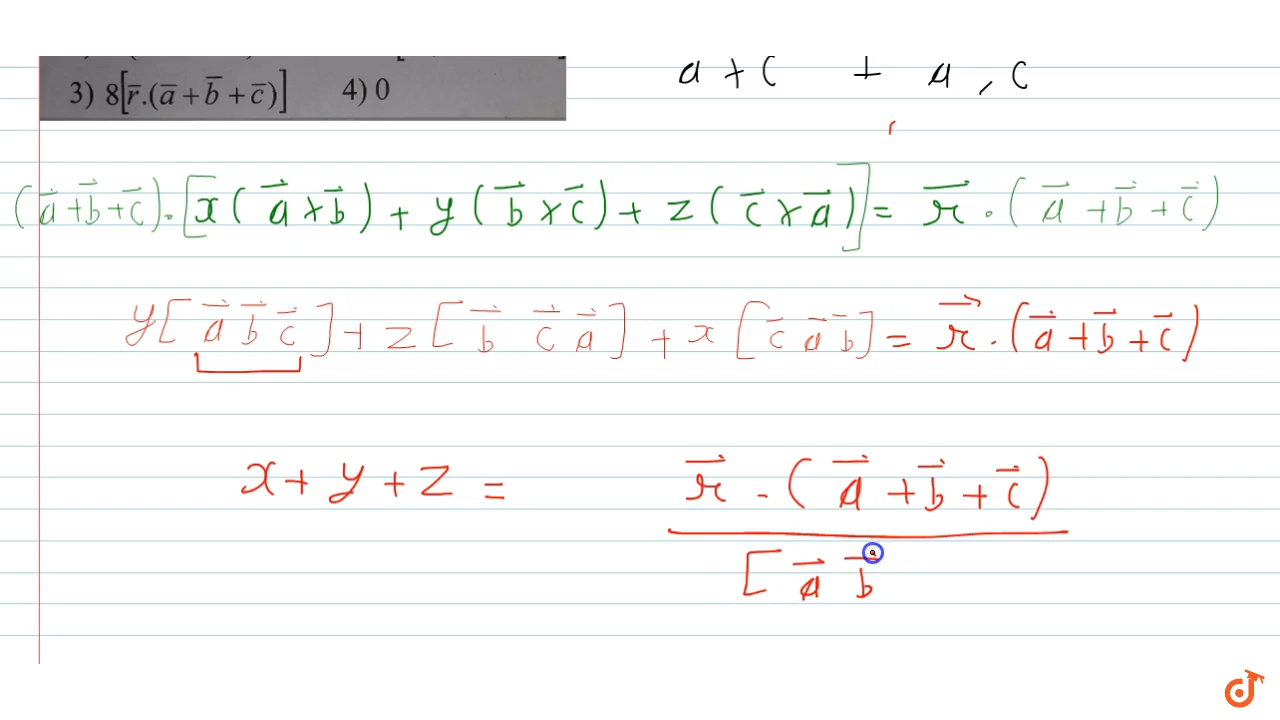 3) 8[r̄.(ā+b̄+c̄)] 4) 0
a × c ⊥ a , c
(a⃗+b⃗+c⃗)·[x(a⃗×b⃗) + y(b⃗×c⃗) + z(c⃗×a⃗)] = r⃗·(a⃗+b⃗+c⃗)
y[a⃗ b⃗ c⃗] + z[b⃗ c⃗ a⃗] + x[c⃗ a⃗ b⃗] = r⃗·(a⃗+b⃗+c⃗)
x + y + z = r⃗·(a⃗+b⃗+c⃗)
[a⃗ b⃗